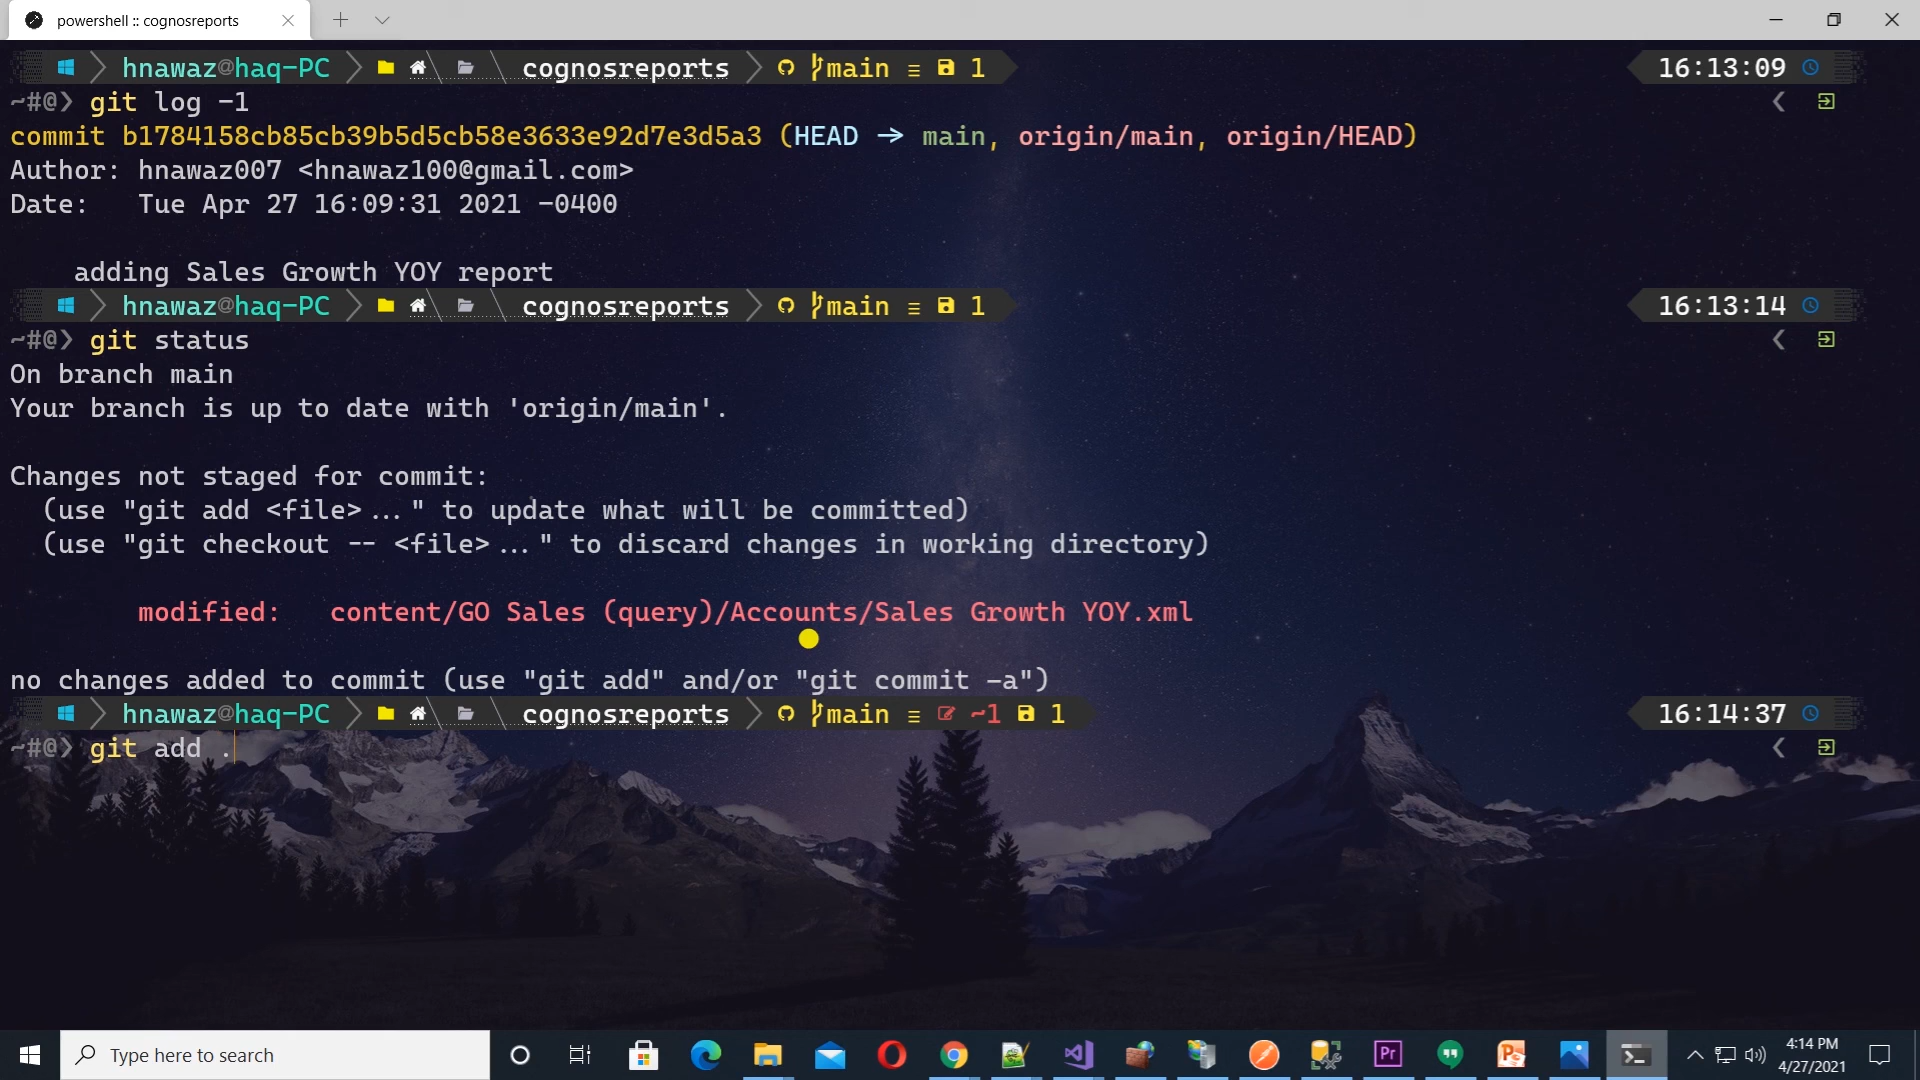 powershell :: cognosreports
hnawaz@haq-PC cognosreports main ≡ 1 16:13:09
~#@❯ git log -1
commit b1784158cb85cb39b5d5cb58e3633e92d7e3d5a3 (HEAD -> main, origin/main, origin/HEAD)
Author: hnawaz007 <hnawaz100@gmail.com>
Date:   Tue Apr 27 16:09:31 2021 -0400
adding Sales Growth YOY report
hnawaz@haq-PC cognosreports main ≡ 1 16:13:14
~#@❯ git status
On branch main
Your branch is up to date with 'origin/main'.
Changes not staged for commit:
(use "git add <file>..." to update what will be committed)
(use "git checkout -- <file>..." to discard changes in working directory)
modified:   content/GO Sales (query)/Accounts/Sales Growth YOY.xml
no changes added to commit (use "git add" and/or "git commit -a")
hnawaz@haq-PC cognosreports main ≡ ~1 1 16:14:37
~#@❯ git add .
Type here to search
Pr
4:14 PM
4/27/2021